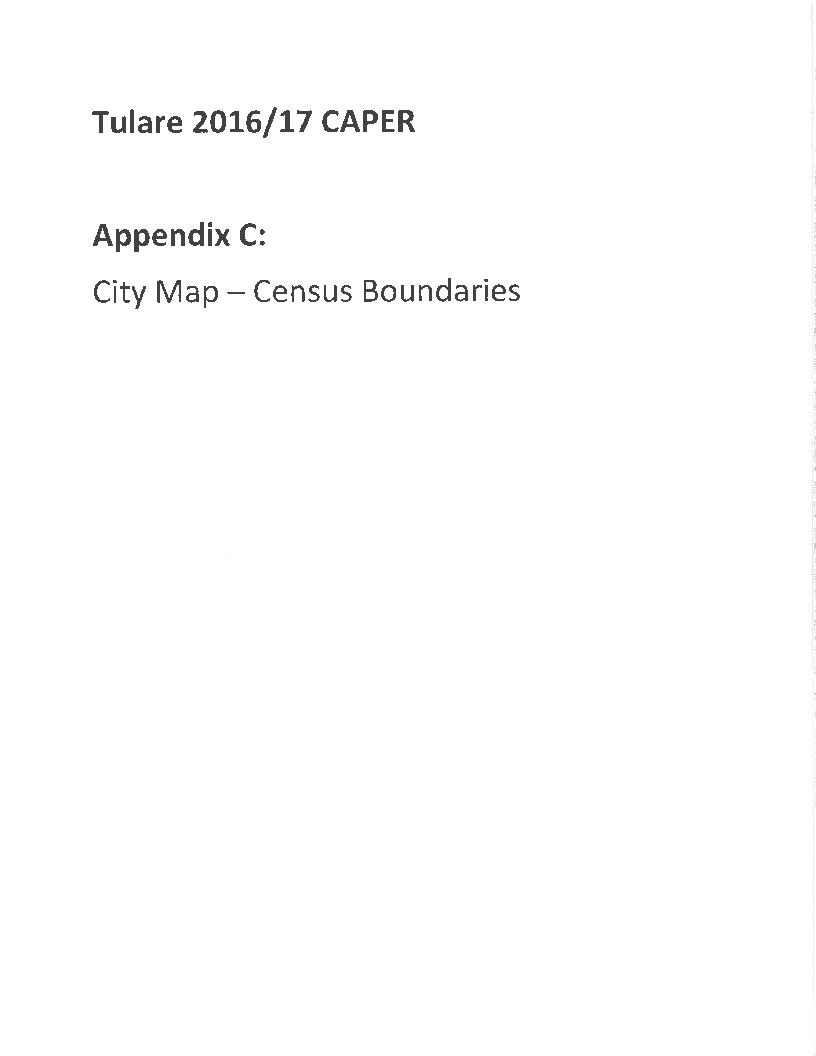 Tulare 2016/17 CAPER
Appendix C:
City Map – Census Boundaries